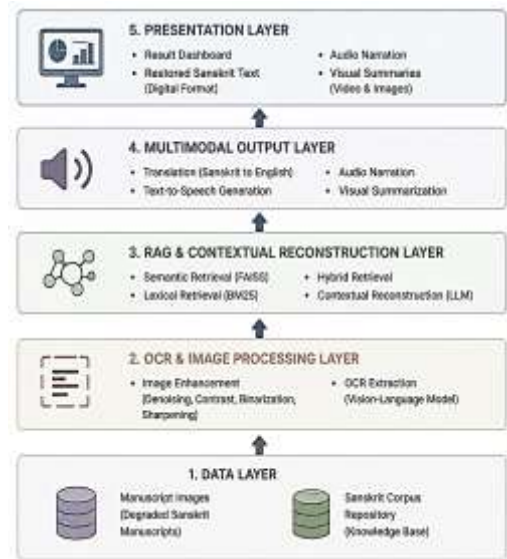 5. PRESENTATION LAYER
• Result Dashboard
• Restored Sanskrit Text
(Digital Format)
• Audio Narration
• Visual Summaries
(Video & Images)
4. MULTIMODAL OUTPUT LAYER
• Translation (Sanskrit to English)
• Text-to-Speech Generation
• Audio Narration
• Visual Summarization
3. RAG & CONTEXTUAL RECONSTRUCTION LAYER
• Semantic Retrieval (FAISS)
• Lexical Retrieval (BM25)
• Hybrid Retrieval
• Contextual Reconstruction (LLM)
2. OCR & IMAGE PROCESSING LAYER
• Image Enhancement
(Denoising, Contrast, Binarization,
Sharpening)
• OCR Extraction
(Vision-Language Model)
1. DATA LAYER
Manuscript Images
(Degraded Sanskrit
Manuscripts)
Sanskrit Corpus
Repository
(Knowledge Base)